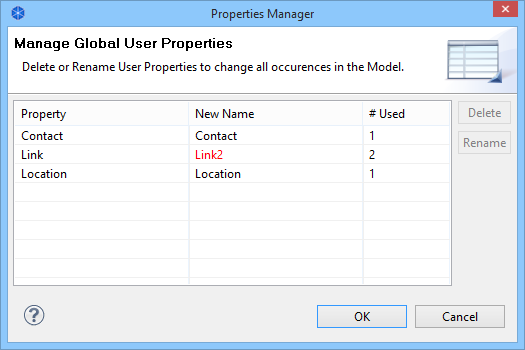 Properties Manager
Manage Global User Properties
Delete or Rename User Properties to change all occurences in the Model.
Property New Name # Used
Contact Contact 1
Link Link2 2
Location Location 1
Delete
Rename
?
OK Cancel